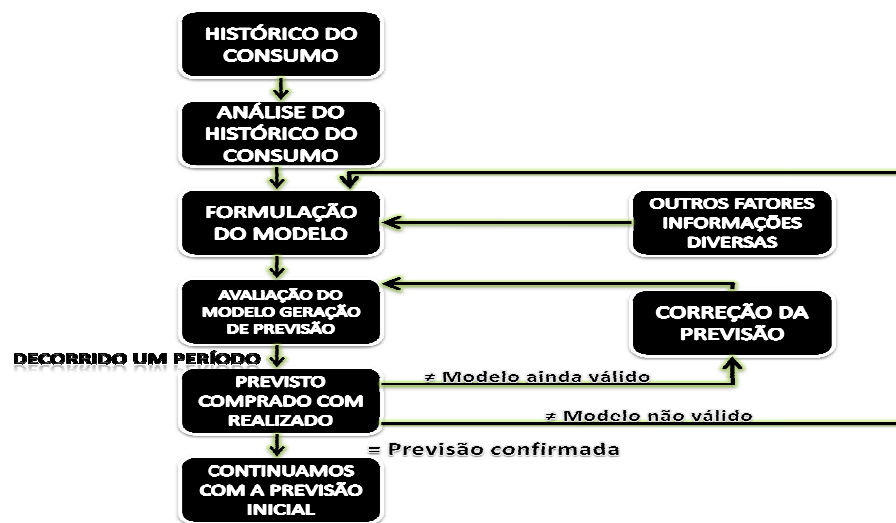 HISTÓRICO DO
CONSUMO
ANÁLISE DO
HISTÓRICO DO
CONSUMO
FORMULAÇÃO
DO MODELO
OUTROS FATORES
INFORMAÇÕES
DIVERSAS
AVALIAÇÃO DO
MODELO GERAÇÃO
DE PREVISÃO
CORREÇÃO DA
PREVISÃO
DECORRIDO UM PERÍODO
PREVISTO
COMPRADO COM
REALIZADO
≠ Modelo ainda válido
≠ Modelo não válido
= Previsão confirmada
CONTINUAMOS
COM A PREVISÃO
INICIAL